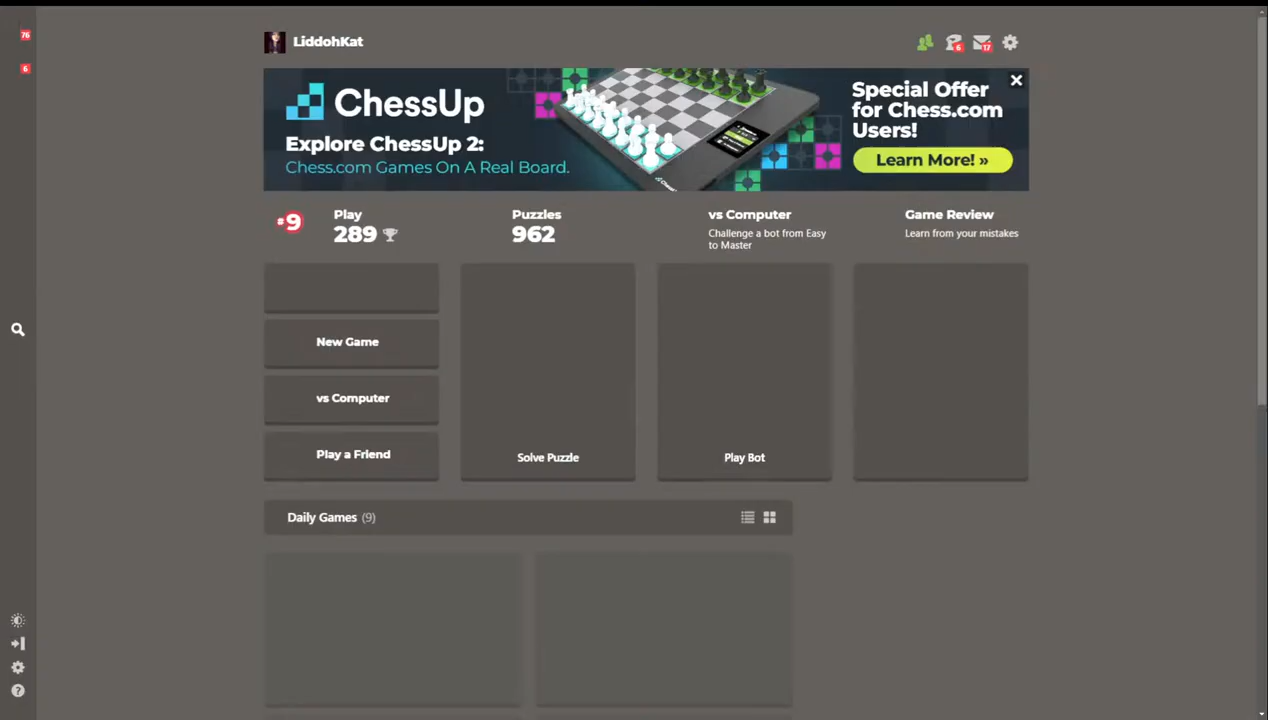 76
6
LiddohKat
6
17
ChessUp
Explore ChessUp 2:
Chess.com Games On A Real Board.
Special Offer
for Chess.com
Users!
Learn More! »
#9
Play
289
Puzzles
962
vs Computer
Challenge a bot from Easy
to Master
Game Review
Learn from your mistakes
New Game
vs Computer
Play a Friend
Solve Puzzle
Play Bot
Daily Games (9)